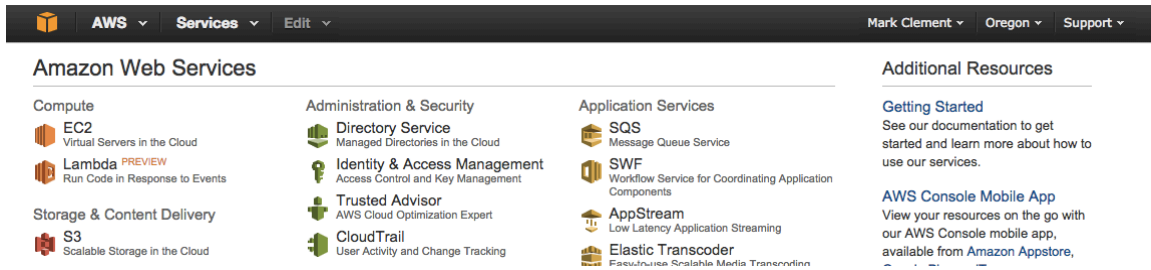 AWS Services Edit Mark Clement Oregon Support
Amazon Web Services
Compute
EC2
Virtual Servers in the Cloud
Lambda PREVIEW
Run Code in Response to Events
Storage & Content Delivery
S3
Scalable Storage in the Cloud
Administration & Security
Directory Service
Managed Directories in the Cloud
Identity & Access Management
Access Control and Key Management
Trusted Advisor
AWS Cloud Optimization Expert
CloudTrail
User Activity and Change Tracking
Application Services
SQS
Message Queue Service
SWF
Workflow Service for Coordinating Application
Components
AppStream
Low Latency Application Streaming
Elastic Transcoder
Easy-to-use Scalable Media Transcoding
Additional Resources
Getting Started
See our documentation to get
started and learn more about how to
use our services.
AWS Console Mobile App
View your resources on the go with
our AWS Console mobile app,
available from Amazon Appstore,